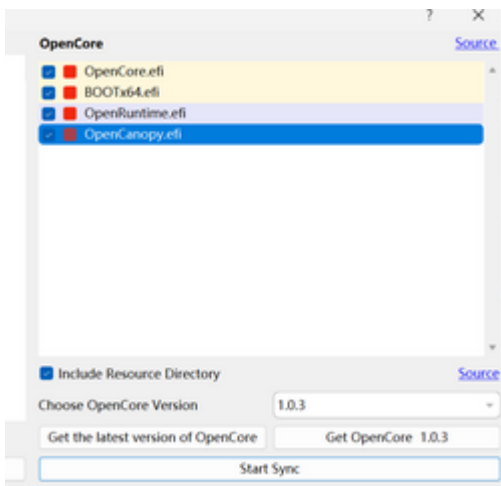 ?
OpenCore Source
OpenCore.efi
BOOTx64.efi
OpenRuntime.efi
OpenCanopy.efi
Include Resource Directory Source
Choose OpenCore Version 1.0.3
Get the latest version of OpenCore Get OpenCore 1.0.3
Start Sync